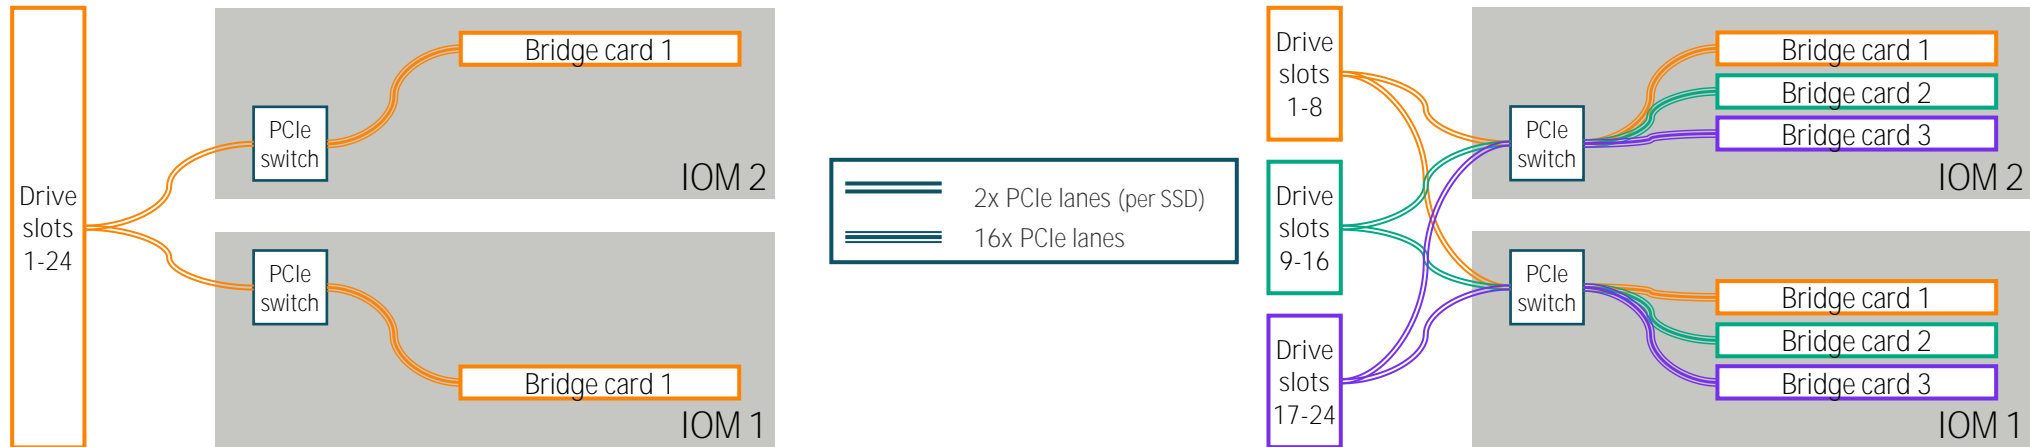 Drive
slots
1-24
Bridge card 1
PCIe
switch
IOM 2
PCIe
switch
Bridge card 1
IOM 1
2x PCIe lanes (per SSD)
16x PCIe lanes
Drive
slots
1-8
Drive
slots
9-16
Drive
slots
17-24
Bridge card 1
Bridge card 2
Bridge card 3
PCIe
switch
IOM 2
PCIe
switch
Bridge card 1
Bridge card 2
Bridge card 3
IOM 1